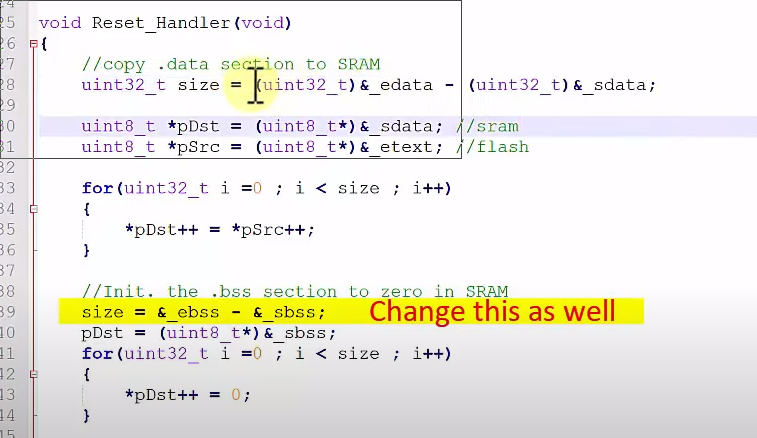 25 void Reset_Handler(void)
26 {
27 //copy .data section to SRAM
28 uint32_t size = (uint32_t)&_edata - (uint32_t)&_sdata;
29
30 uint8_t *pDst = (uint8_t*)&_sdata; //sram
31 uint8_t *pSrc = (uint8_t*)&_etext; //flash
32
33 for(uint32_t i =0 ; i < size ; i++)
34 {
35 *pDst++ = *pSrc++;
36 }
37
38 //Init. the .bss section to zero in SRAM
39 size = &_ebss - &_sbss; Change this as well
40 pDst = (uint8_t*)&_sbss;
41 for(uint32_t i =0 ; i < size ; i++)
42 {
43 *pDst++ = 0;
44 }